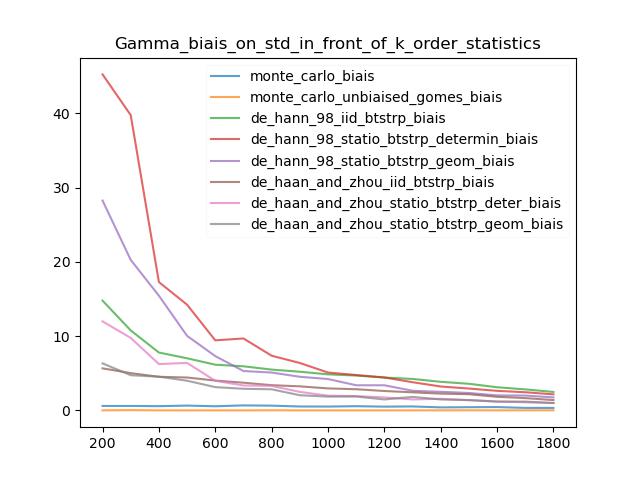 Gamma_biais_on_std_in_front_of_k_order_statistics
monte_carlo_biais
monte_carlo_unbiaised_gomes_biais
de_hann_98_iid_btstrp_biais
de_hann_98_statio_btstrp_determin_biais
de_hann_98_statio_btstrp_geom_biais
de_haan_and_zhou_iid_btstrp_biais
de_haan_and_zhou_statio_btstrp_deter_biais
de_haan_and_zhou_statio_btstrp_geom_biais
40
30
20
10
0
200 400 600 800 1000 1200 1400 1600 1800